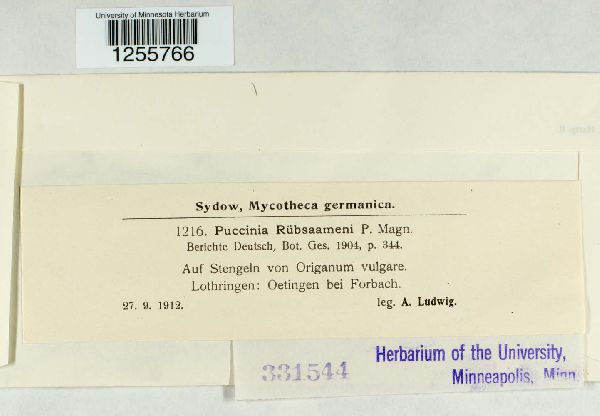 University of Minnesota Herbarium
1255766
Sydow, Mycotheca germanica.
1216. Puccinia Rübsaameni P. Magn.
Berichte Deutsch. Bot. Ges. 1904, p. 344.
Auf Stengeln von Origanum vulgare.
Lothringen: Oetingen bei Forbach.
27. 9. 1912. leg. A. Ludwig.
331544
Herbarium of the University,
Minneapolis, Minn.